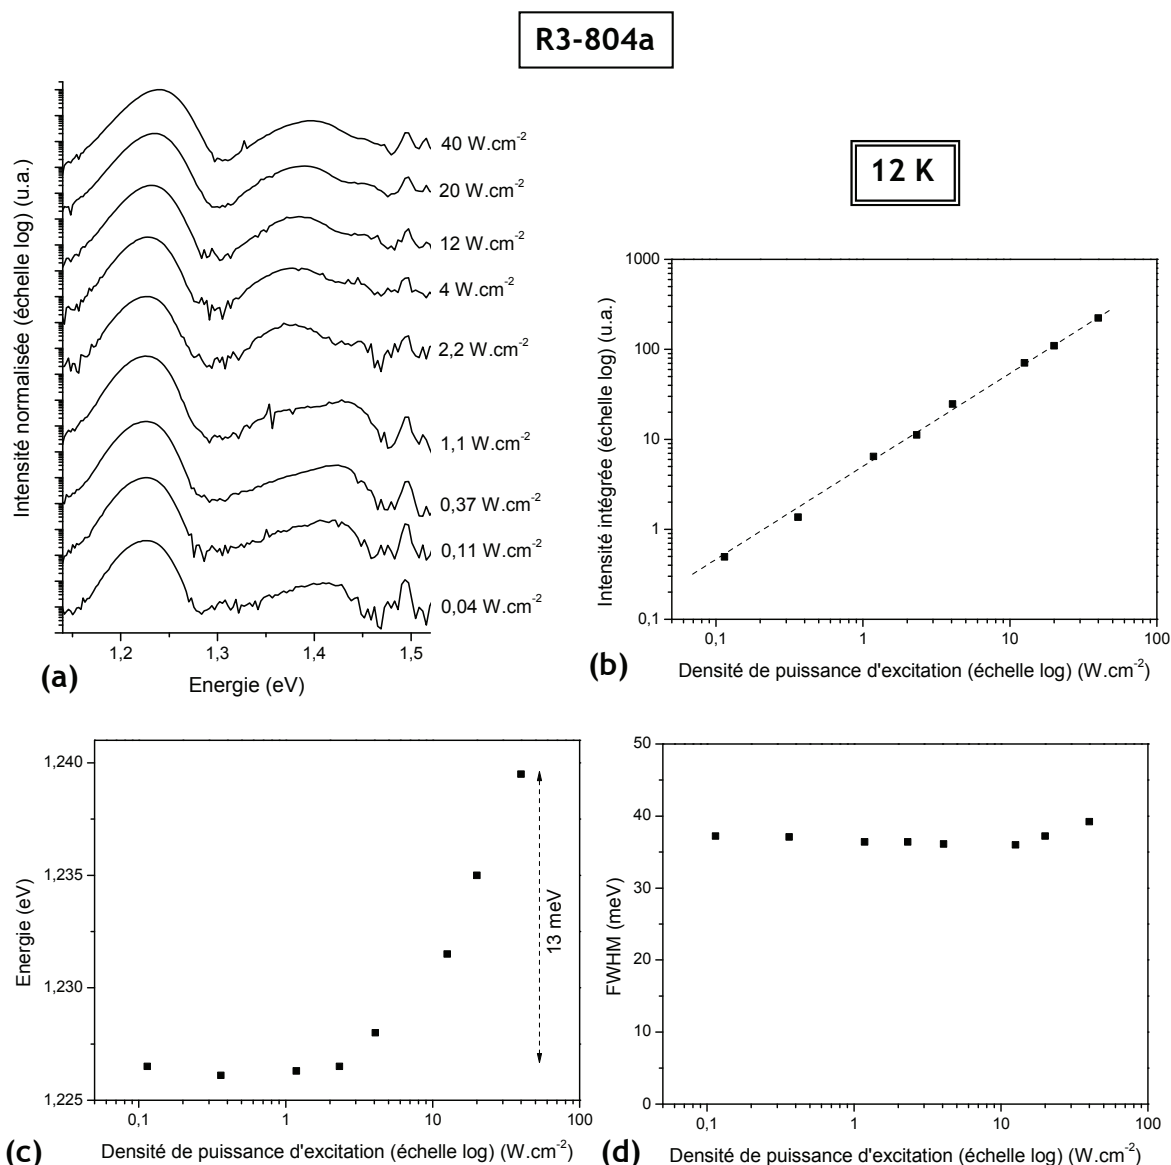 R3-804a
12 K
Intensité normalisée (échelle log) (u.a.)
40 W.cm-2
20 W.cm-2
12 W.cm-2
4 W.cm-2
2,2 W.cm-2
1,1 W.cm-2
0,37 W.cm-2
0,11 W.cm-2
0,04 W.cm-2
1,2 1,3 1,4 1,5
Energie (eV)
(a)
Intensité intégrée (échelle log) (u.a.)
1000
100
10
1
0,1
0,1 1 10 100
Densité de puissance d'excitation (échelle log) (W.cm-2)
(b)
Energie (eV)
1,240
1,235
1,230
1,225
13 meV
0,1 1 10 100
Densité de puissance d'excitation (échelle log) (W.cm-2)
(c)
FWHM (meV)
50
40
30
20
10
0
0,1 1 10 100
Densité de puissance d'excitation (échelle log) (W.cm-2)
(d)